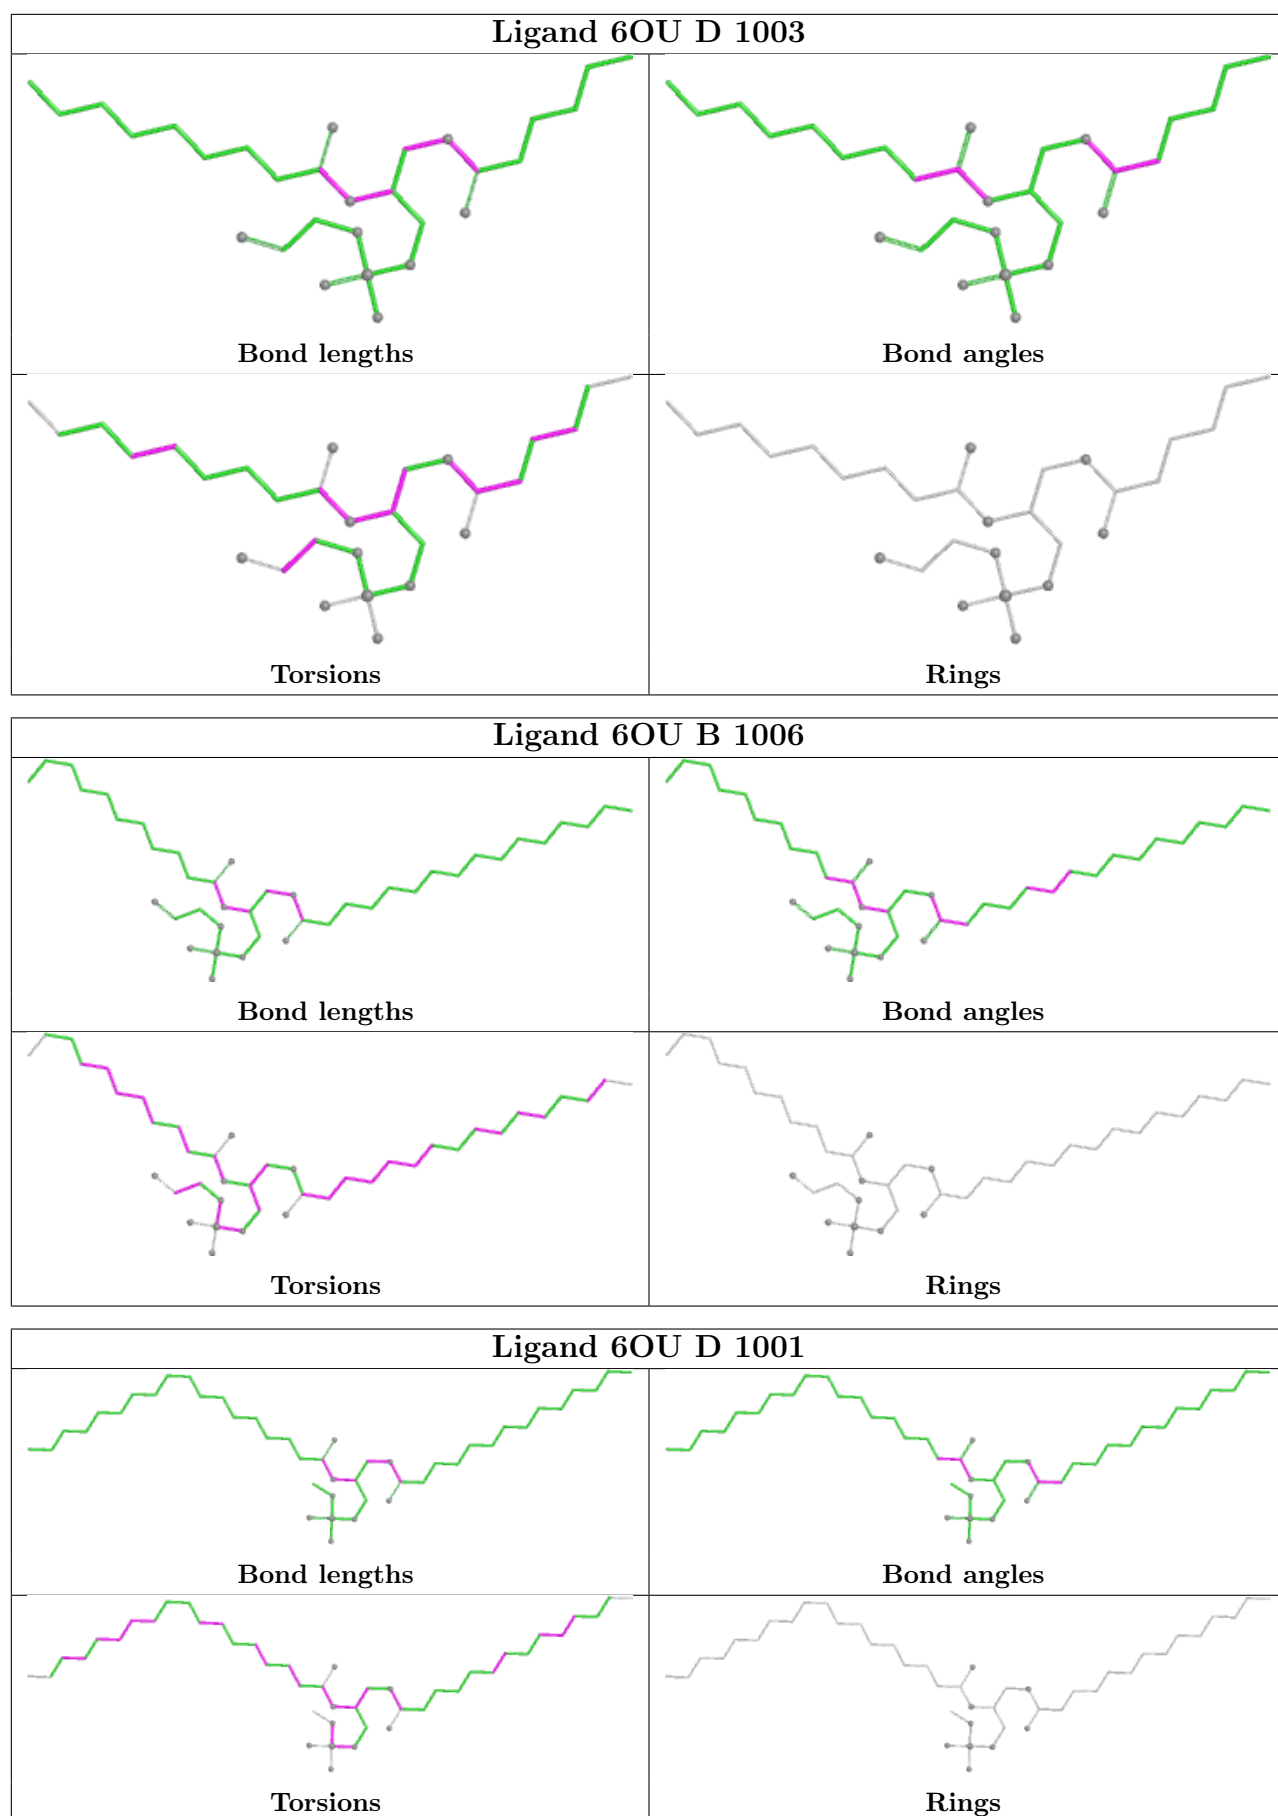 Ligand 6OU D 1003
Bond lengths
Bond angles
Torsions
Rings
Ligand 6OU B 1006
Bond lengths
Bond angles
Torsions
Rings
Ligand 6OU D 1001
Bond lengths
Bond angles
Torsions
Rings